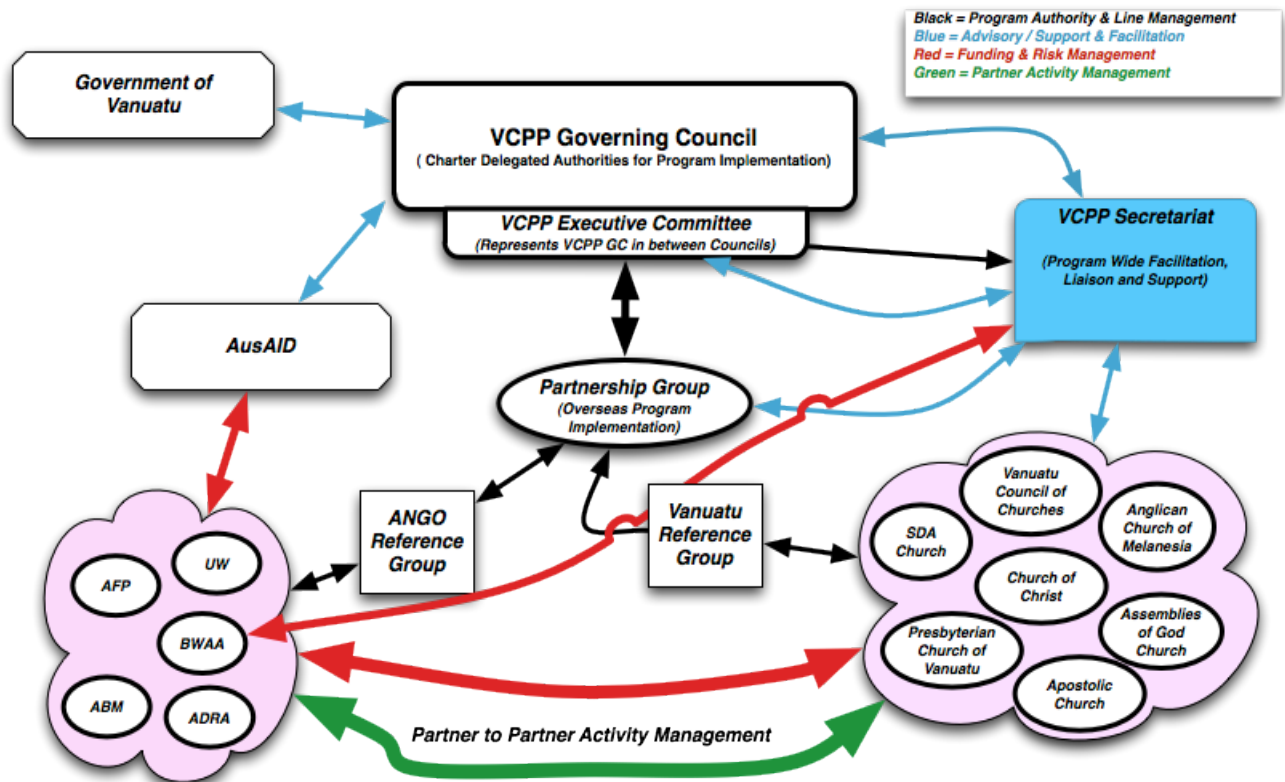 Black = Program Authority & Line Management
Blue = Advisory / Support & Facilitation
Red = Funding & Risk Management
Green = Partner Activity Management
Government of
Vanuatu
VCPP Governing Council
( Charter Delegated Authorities for Program Implementation)
VCPP Executive Committee
(Represents VCPP GC in between Councils)
VCPP Secretariat
(Program Wide Facilitation,
Liaison and Support)
AusAID
Partnership Group
(Overseas Program
Implementation)
ANGO
Reference
Group
Vanuatu
Reference
Group
AFP
UW
BWAA
ABM
ADRA
Vanuatu
Council of
Churches
SDA
Church
Anglican
Church of
Melanesia
Church of
Christ
Presbyterian
Church of
Vanuatu
Assemblies
of God
Church
Apostolic
Church
Partner to Partner Activity Management